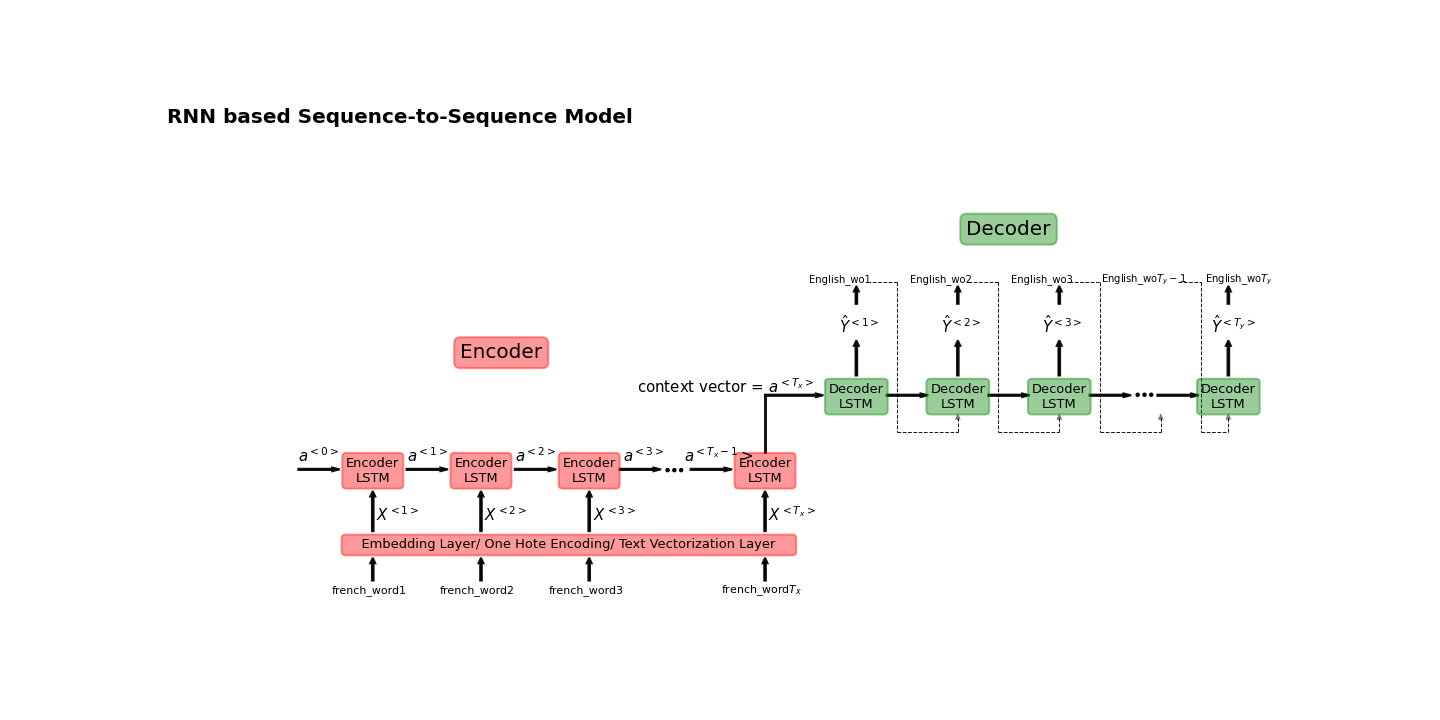 RNN based Sequence-to-Sequence Model
Decoder
English_wo1 English_wo2 English_wo3 English_wo$T_y-1$ English_wo$T_y$
$\hat{Y}^{<1>}$ $\hat{Y}^{<2>}$ $\hat{Y}^{<3>}$ $\hat{Y}^{<T_y>}$
Encoder
context vector = $a^{<T_x>}$
Decoder LSTM
Decoder LSTM
Decoder LSTM
...
Decoder LSTM
$a^{<0>}$ $a^{<1>}$ $a^{<2>}$ $a^{<3>}$ $a^{<T_x-1>}$
Encoder LSTM
Encoder LSTM
Encoder LSTM
...
Encoder LSTM
$X^{<1>}$ $X^{<2>}$ $X^{<3>}$ $X^{<T_x>}$
Embedding Layer/ One Hote Encoding/ Text Vectorization Layer
french_word1 french_word2 french_word3 french_word$T_x$